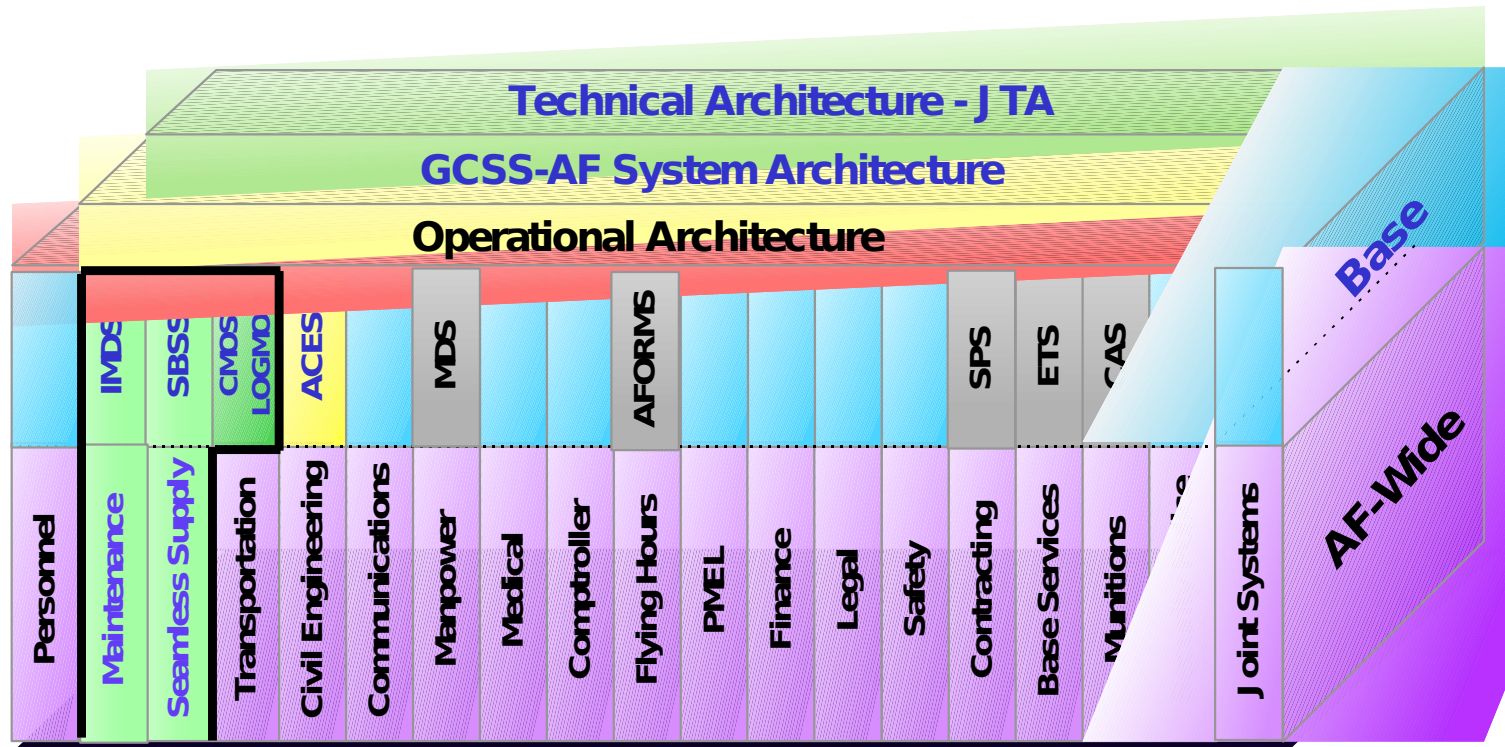 Technical Architecture - JTA
GCSS-AF System Architecture
Operational Architecture
IMDS
SBSS
CMOS
LOGMO
ACES
MDS
AFORMS
SPS
ETS
CAS
Base
Personnel
Maintenance
Seamless Supply
Transportation
Civil Engineering
Communications
Manpower
Medical
Comptroller
Flying Hours
PMEL
Finance
Legal
Safety
Contracting
Base Services
Munitions
Joint Systems
AF-Wide